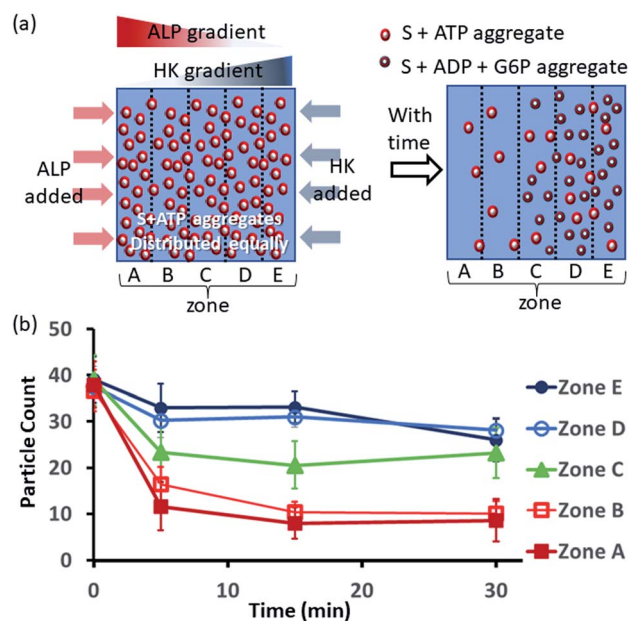 (a)
ALP gradient
HK gradient
S + ATP aggregate
S + ADP + G6P aggregate
ALP
added
HK
added
S+ATP aggregates
Distributed equally
With
time
A B C D E
zone
A B C D E
zone
(b)
Particle Count
50
40
30
20
10
0
0 10 20 30
Time (min)
Zone E
Zone D
Zone C
Zone B
Zone A